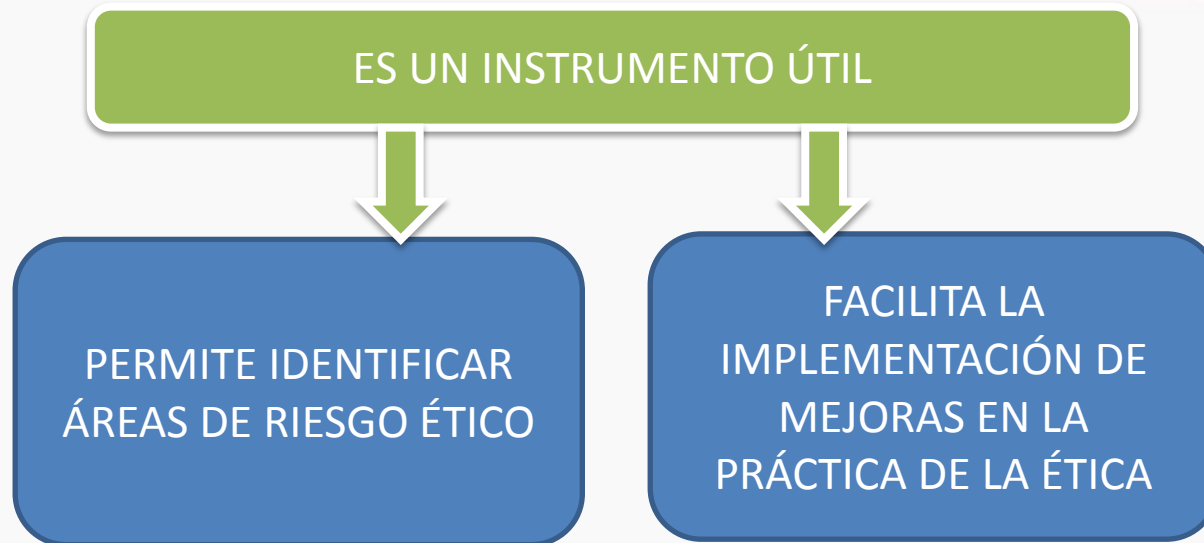 ES UN INSTRUMENTO ÚTIL
PERMITE IDENTIFICAR
ÁREAS DE RIESGO ÉTICO
FACILITA LA
IMPLEMENTACIÓN DE
MEJORAS EN LA
PRÁCTICA DE LA ÉTICA